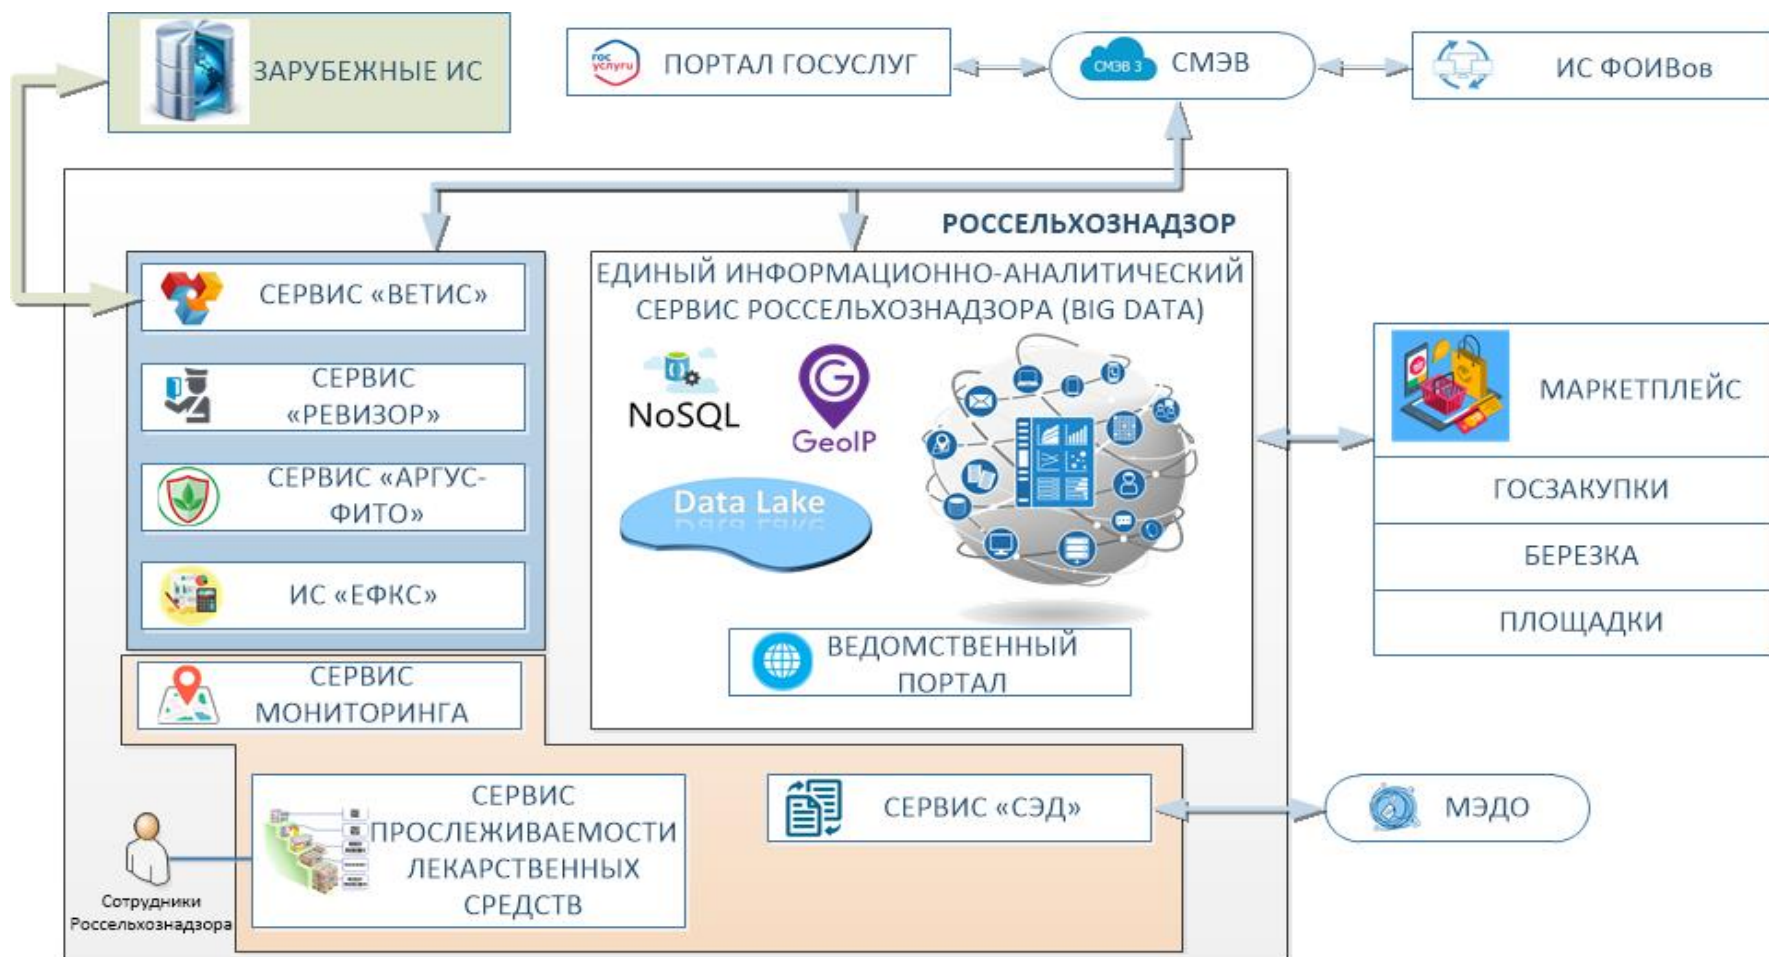 ЗАРУБЕЖНЫЕ ИС
гос
услуги
ПОРТАЛ ГОСУСЛУГ
СМЭВ 3
СМЭВ
ИС ФОИВов
РОССЕЛЬХОЗНАДЗОР
СЕРВИС «ВЕТИС»
СЕРВИС
«РЕВИЗОР»
СЕРВИС «АРГУС-
ФИТО»
ИС «ЕФКС»
СЕРВИС
МОНИТОРИНГА
ЕДИНЫЙ ИНФОРМАЦИОННО-АНАЛИТИЧЕСКИЙ
СЕРВИС РОССЕЛЬХОЗНАДЗОРА (BIG DATA)
NoSQL
GeoIP
Data Lake
ВЕДОМСТВЕННЫЙ
ПОРТАЛ
МАРКЕТПЛЕЙС
ГОСЗАКУПКИ
БЕРЕЗКА
ПЛОЩАДКИ
СЕРВИС
ПРОСЛЕЖИВАЕМОСТИ
ЛЕКАРСТВЕННЫХ
СРЕДСТВ
СЕРВИС «СЭД»
МЭДО
Сотрудники
Россельхознадзора